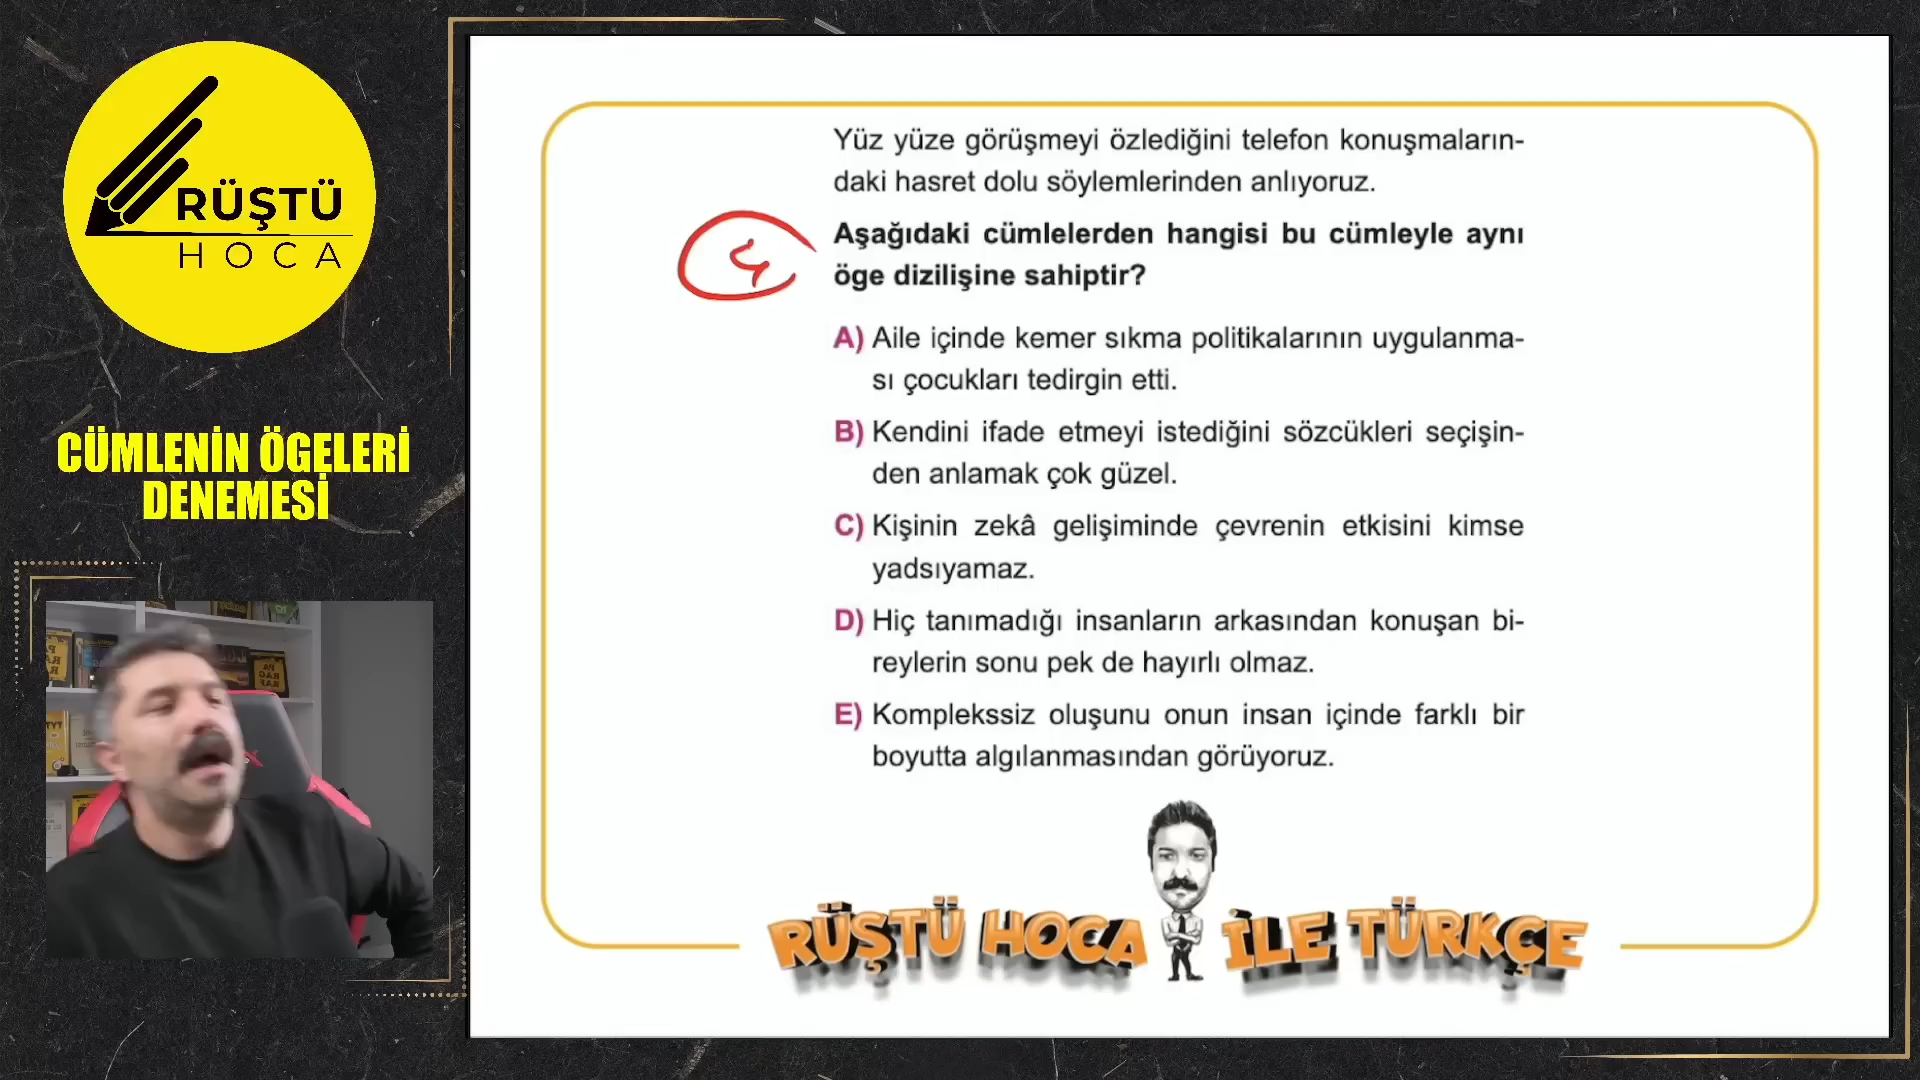 RÜŞTÜ
HOCA
CÜMLENİN ÖGELERİ
DENEMESİ
Yüz yüze görüşmeyi özlediğini telefon konuşmaların-
daki hasret dolu söylemlerinden anlıyoruz.
Aşağıdaki cümlelerden hangisi bu cümleyle aynı
öge dizilişine sahiptir?
A) Aile içinde kemer sıkma politikalarının uygulanma-
sı çocukları tedirgin etti.
B) Kendini ifade etmeyi istediğini sözcükleri seçişin-
den anlamak çok güzel.
C) Kişinin zekâ gelişiminde çevrenin etkisini kimse
yadsıyamaz.
D) Hiç tanımadığı insanların arkasından konuşan bi-
reylerin sonu pek de hayırlı olmaz.
E) Komplekssiz oluşunu onun insan içinde farklı bir
boyutta algılanmasından görüyoruz.
RÜŞTÜ HOCA İLE TÜRKÇE